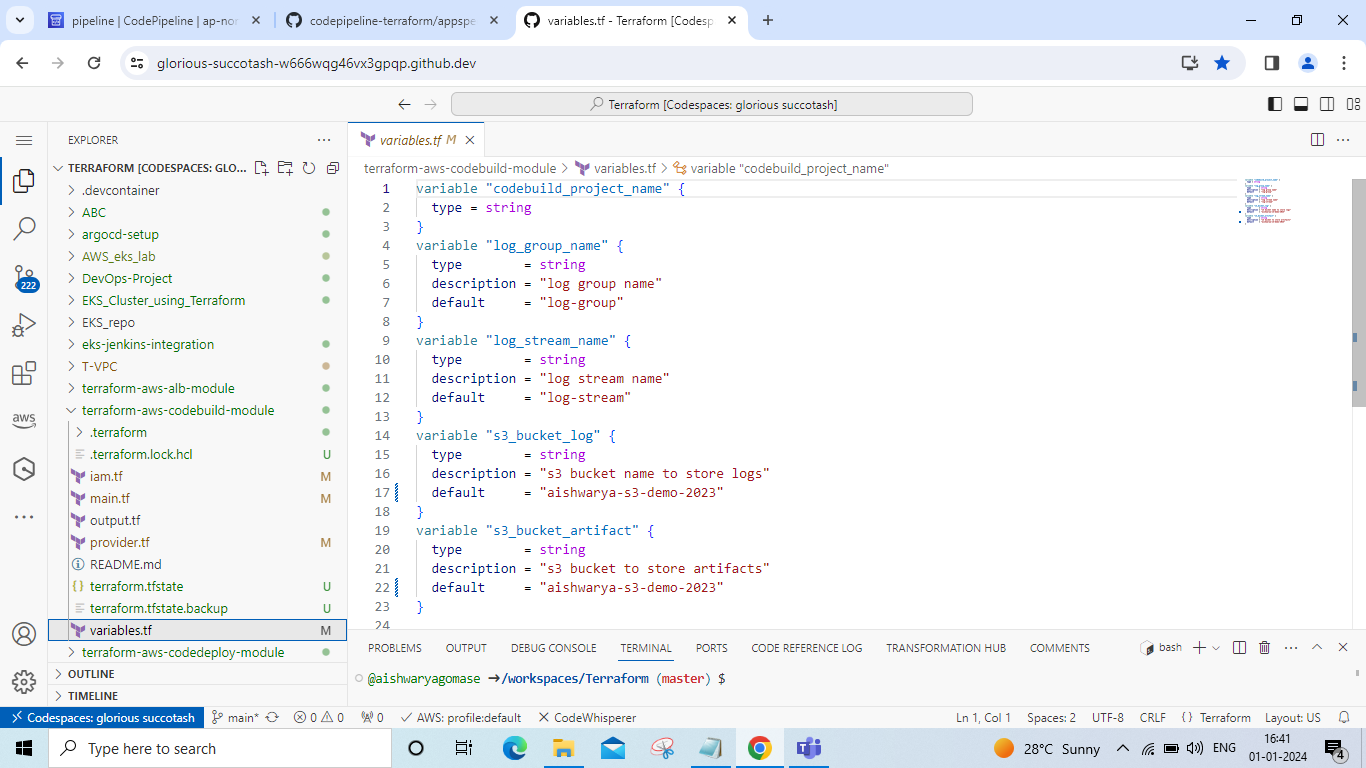 pipeline | CodePipeline | ap-nor
codepipeline-terraform/appspe
variables.tf - Terraform [Codesp
glorious-succotash-w666wqg46vx3gpqp.github.dev
Terraform [Codespaces: glorious succotash]
EXPLORER
TERRAFORM [CODESPACES: GLO...
.devcontainer
ABC
argocd-setup
AWS_eks_lab
DevOps-Project
EKS_Cluster_using_Terraform
EKS_repo
eks-jenkins-integration
T-VPC
terraform-aws-alb-module
terraform-aws-codebuild-module
.terraform
.terraform.lock.hcl U
iam.tf M
main.tf M
output.tf
provider.tf M
README.md
terraform.tfstate U
terraform.tfstate.backup U
variables.tf M
terraform-aws-codedeploy-module
OUTLINE
TIMELINE
222
aws
variables.tf M
terraform-aws-codebuild-module > variables.tf > variable "codebuild_project_name"
1 variable "codebuild_project_name" {
2 type = string
3 }
4 variable "log_group_name" {
5 type = string
6 description = "log group name"
7 default = "log-group"
8 }
9 variable "log_stream_name" {
10 type = string
11 description = "log stream name"
12 default = "log-stream"
13 }
14 variable "s3_bucket_log" {
15 type = string
16 description = "s3 bucket name to store logs"
17 default = "aishwarya-s3-demo-2023"
18 }
19 variable "s3_bucket_artifact" {
20 type = string
21 description = "s3 bucket to store artifacts"
22 default = "aishwarya-s3-demo-2023"
23 }
24
PROBLEMS OUTPUT DEBUG CONSOLE TERMINAL PORTS CODE REFERENCE LOG TRANSFORMATION HUB COMMENTS
bash
@aishwaryagomase ➜/workspaces/Terraform (master) $
Codespaces: glorious succotash main* 0 0 0 AWS: profile:default CodeWhisperer
Ln 1, Col 1 Spaces: 2 UTF-8 CRLF {} Terraform Layout: US
Type here to search
28°C Sunny
ENG
16:41
01-01-2024
4